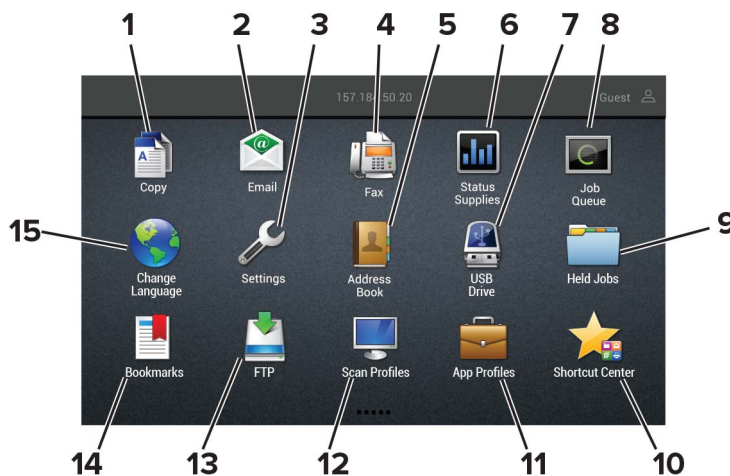 1 2 3 4 5 6 7 8
157.184.50.20 Guest
A @
Copy Email Fax Status Supplies Job Queue
15 9
Change Language Settings Address Book USB Drive Held Jobs
Bookmarks FTP Scan Profiles App Profiles Shortcut Center
14 13 12 11 10